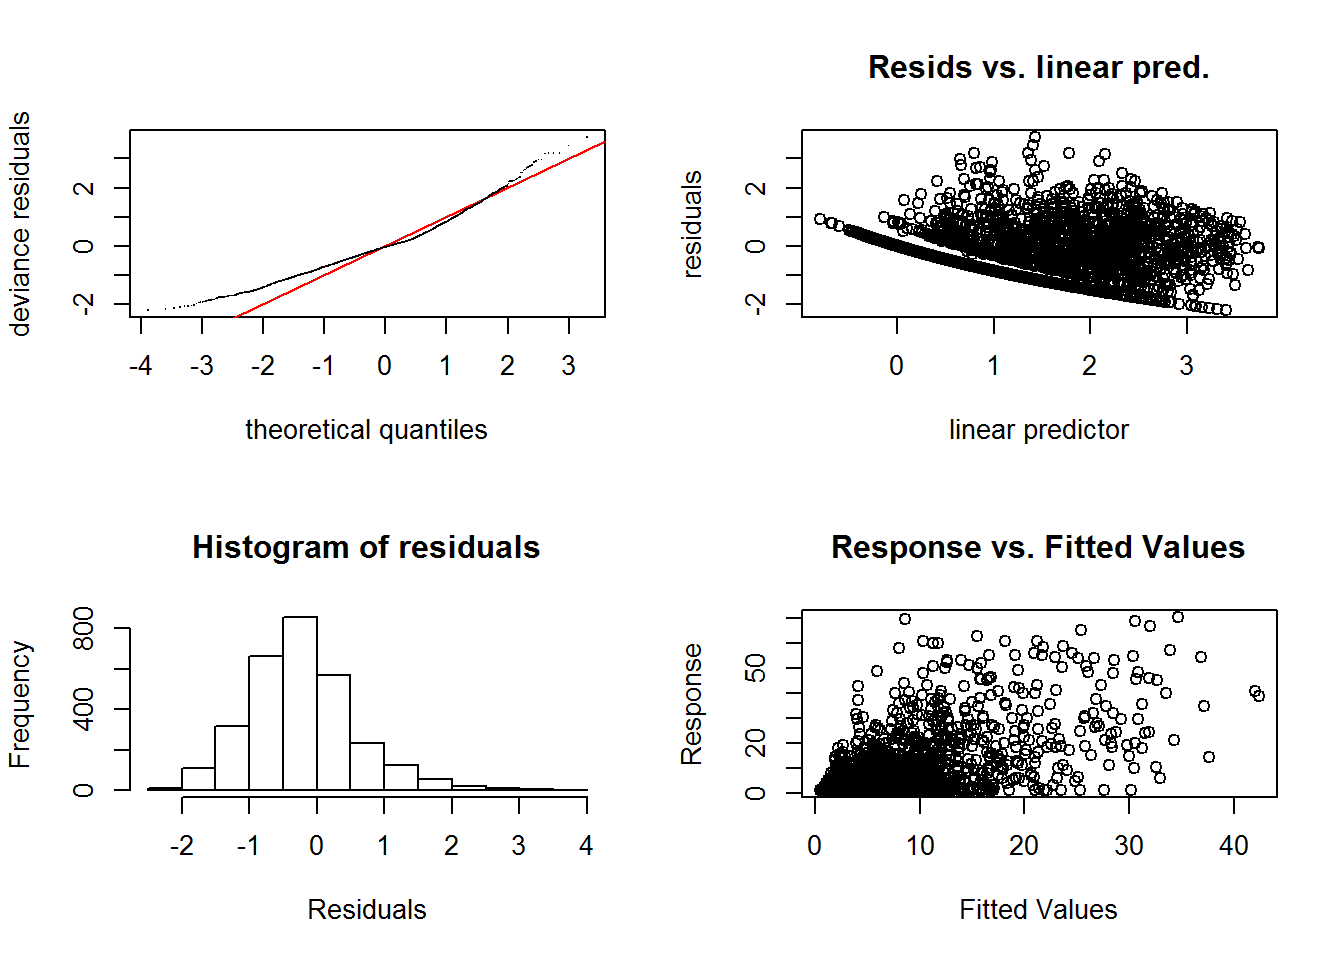 deviance residuals
2
0
-2
-4 -3 -2 -1 0 1 2 3
theoretical quantiles
Resids vs. linear pred.
residuals
2
0
-2
0 1 2 3
linear predictor
Histogram of residuals
Frequency
800
400
0
-2 -1 0 1 2 3 4
Residuals
Response vs. Fitted Values
Response
50
20
0
0 10 20 30 40
Fitted Values